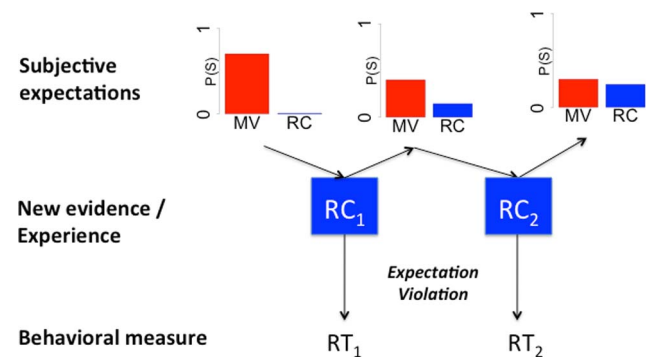 1
P(S)
0
MV RC
1
P(S)
0
MV RC
1
P(S)
0
MV RC
Subjective
expectations
New evidence /
Experience
RC1
RC2
Expectation
Violation
Behavioral measure
RT1
RT2